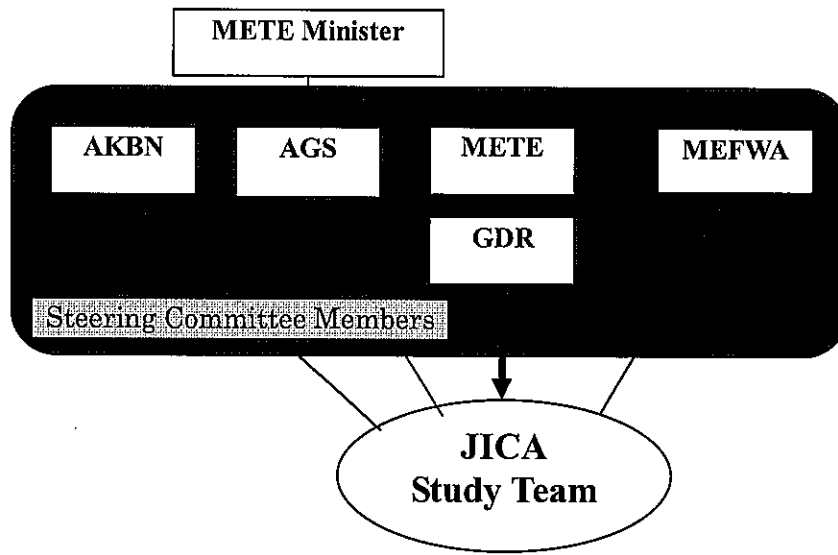 METE Minister
AKBN
AGS
METE
MEFWA
GDR
Steering Committee Members
JICA
Study Team